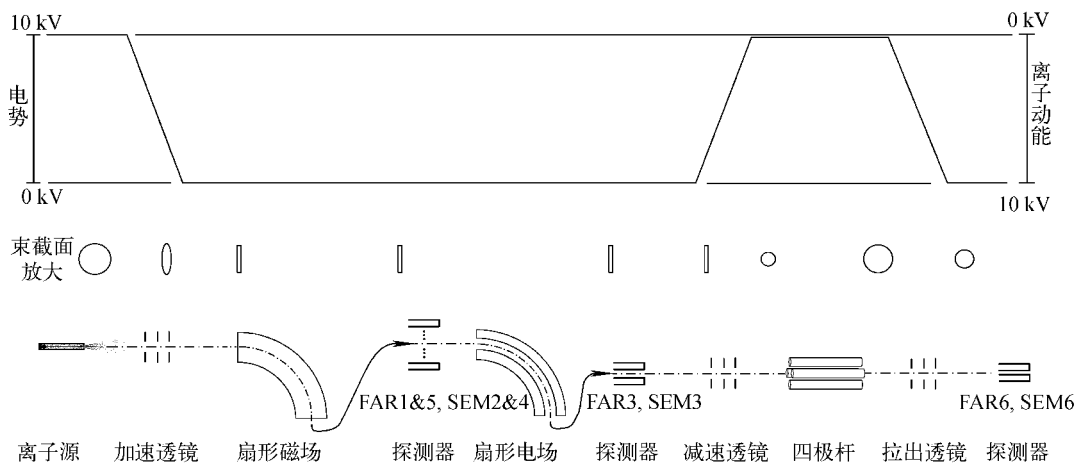 10 kV
0 kV
电势
离子动能
0 kV
10 kV
束截面
放大
FAR1&5, SEM2&4
FAR3, SEM3
FAR6, SEM6
离子源 加速透镜 扇形磁场 探测器 扇形电场 探测器 减速透镜 四极杆 拉出透镜 探测器